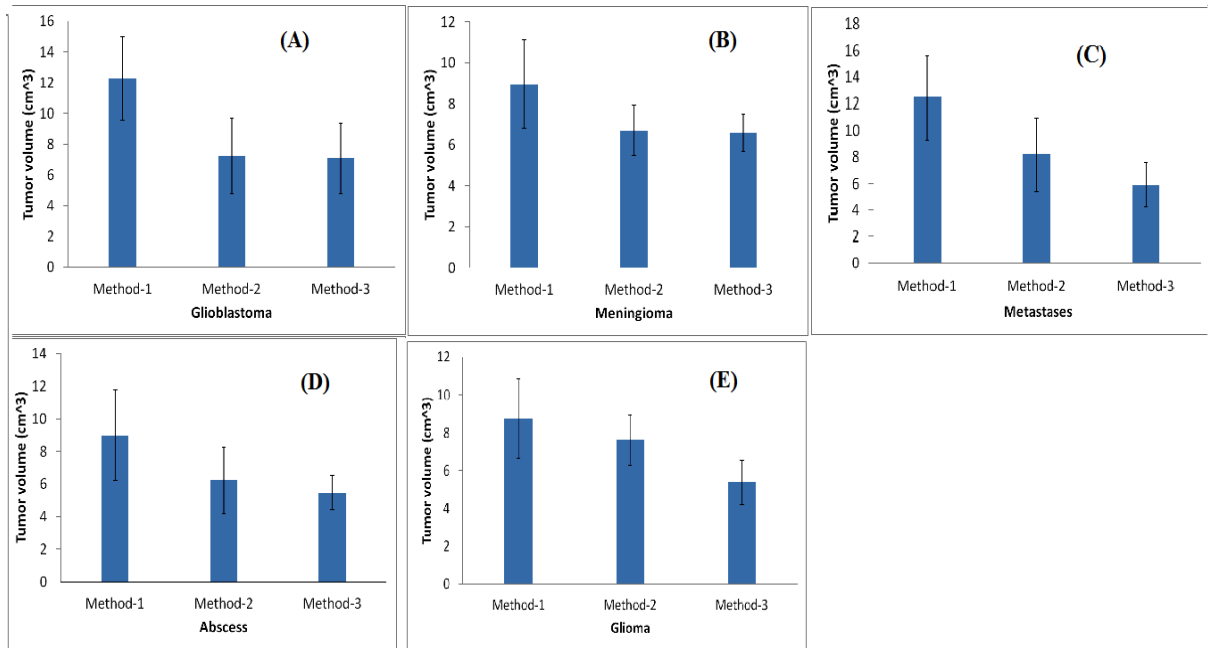 (A)
Tumor volume (cm^3)
16
14
12
10
8
6
4
2
0
Method-1 Method-2 Method-3
Glioblastoma
(B)
Tumor volume (cm^3)
12
10
8
6
4
2
0
Method-1 Method-2 Method-3
Meningioma
(C)
Tumor volume (cm^3)
18
16
14
12
10
8
6
4
2
0
Method-1 Method-2 Method-3
Metastases
(D)
Tumor volume (cm^3)
14
12
10
8
6
4
2
0
Method-1 Method-2 Method-3
Abscess
(E)
Tumor volume (cm^3)
12
10
8
6
4
2
0
Method-1 Method-2 Method-3
Glioma